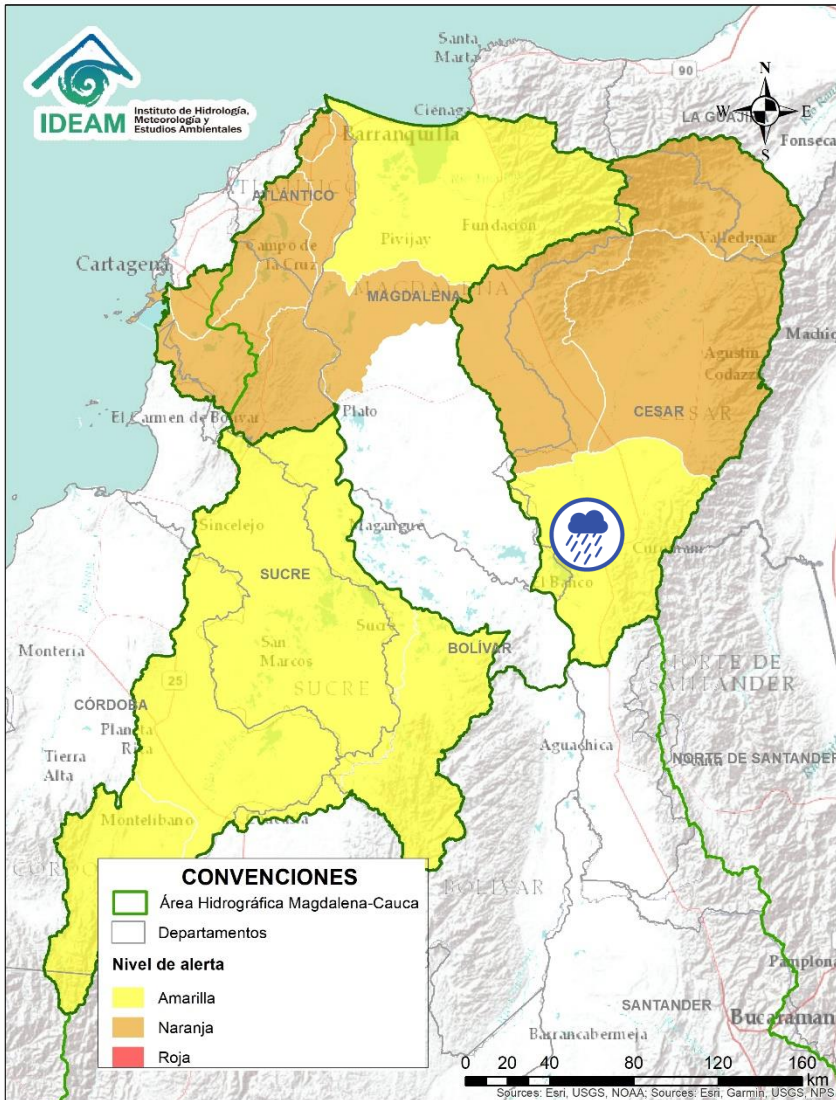 IDEAM
Instituto de Hidrología,
Meteorología y
Estudios Ambientales
Santa
Marta
90
N
W
E
S
Ciénaga
LA GUAJI
Fonseca
Barranquilla
ATLÁNTICO
Pivijay
Fundación
Valledupar
Campo de
la Cruz
Cartagena
MAGDALENA
Machic
Agustín
Codazz
CESAR
El Carmen de Bolívar
Plato
Sincelejo
Magangué
SUCRE
El Banco
Sucre
San
Marcos
BOLÍVAR
SUCRE
Montería
25
CÓRDOBA
Planeta
Rica
Tierra
Alta
NORTE DE
SANTANDER
Aguachica
NORTE DE SANTANDER
Montelíbano
BOLÍVAR
CONVENCIONES
Área Hidrográfica Magdalena-Cauca
Departamentos
Nivel de alerta
Amarilla
Naranja
Roja
Pamplona
SANTANDER
Bucaraman
Barrancabermeja
0 20 40 80 120 160
km
Sources: Esri, USGS, NOAA; Sources: Esri, Garmin, USGS, NPS